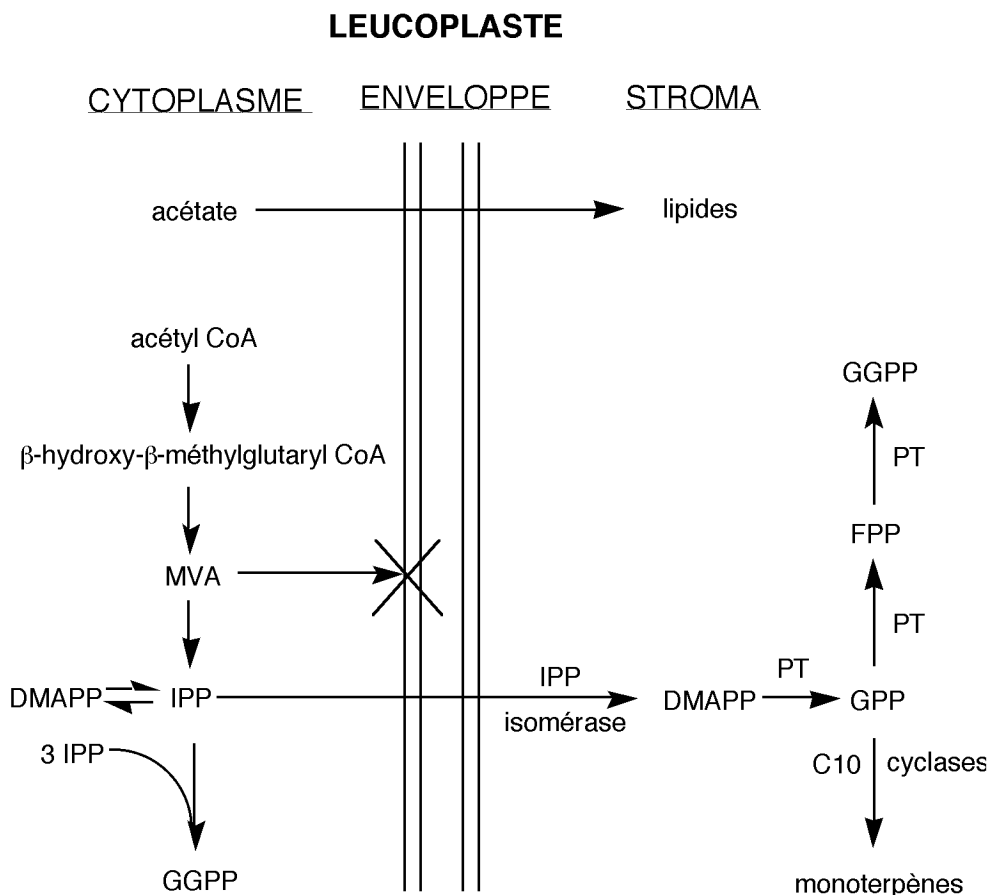 LEUCOPLASTE
CYTOPLASME ENVELOPPE STROMA
acétate lipides
acétyl CoA
GGPP
β-hydroxy-β-méthylglutaryl CoA PT
FPP
MVA
PT
IPP PT
DMAPP IPP DMAPP GPP
isomérase
3 IPP C10 cyclases
GGPP monoterpènes